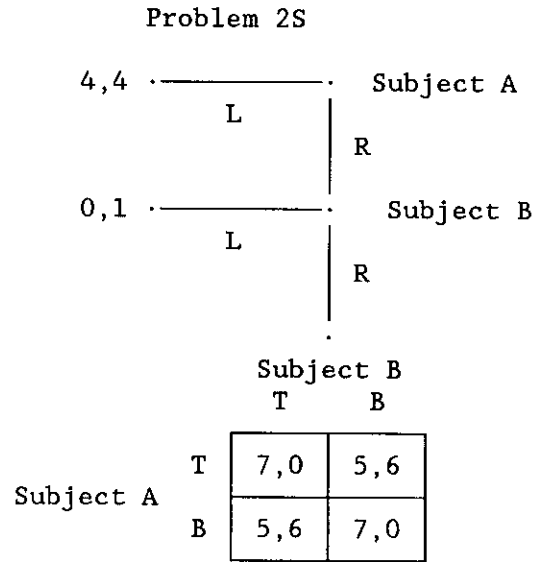 Problem 2S
4,4 Subject A
L
R
0,1 Subject B
L
R
Subject B
T B
T 7,0 5,6
Subject A
B 5,6 7,0